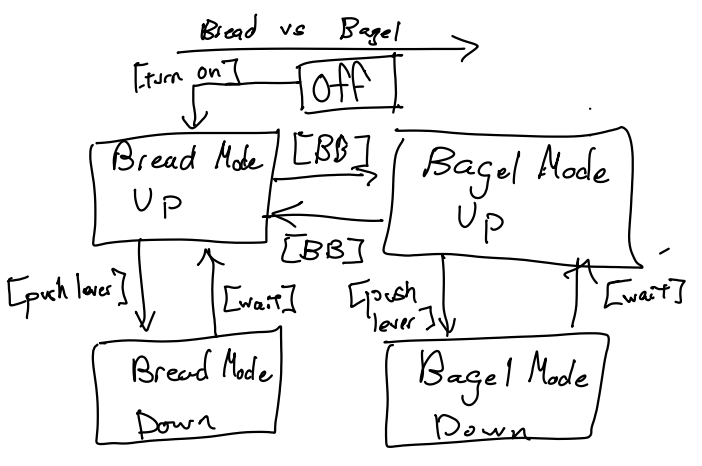 Bread vs Bagel
[turn on]
Off
Bread Mode
Up
[BB]
Bagel Mode
Up
[BB]
[push lever]
[wait]
[push
lever]
[wait]
Bread Mode
Down
Bagel Mode
Down